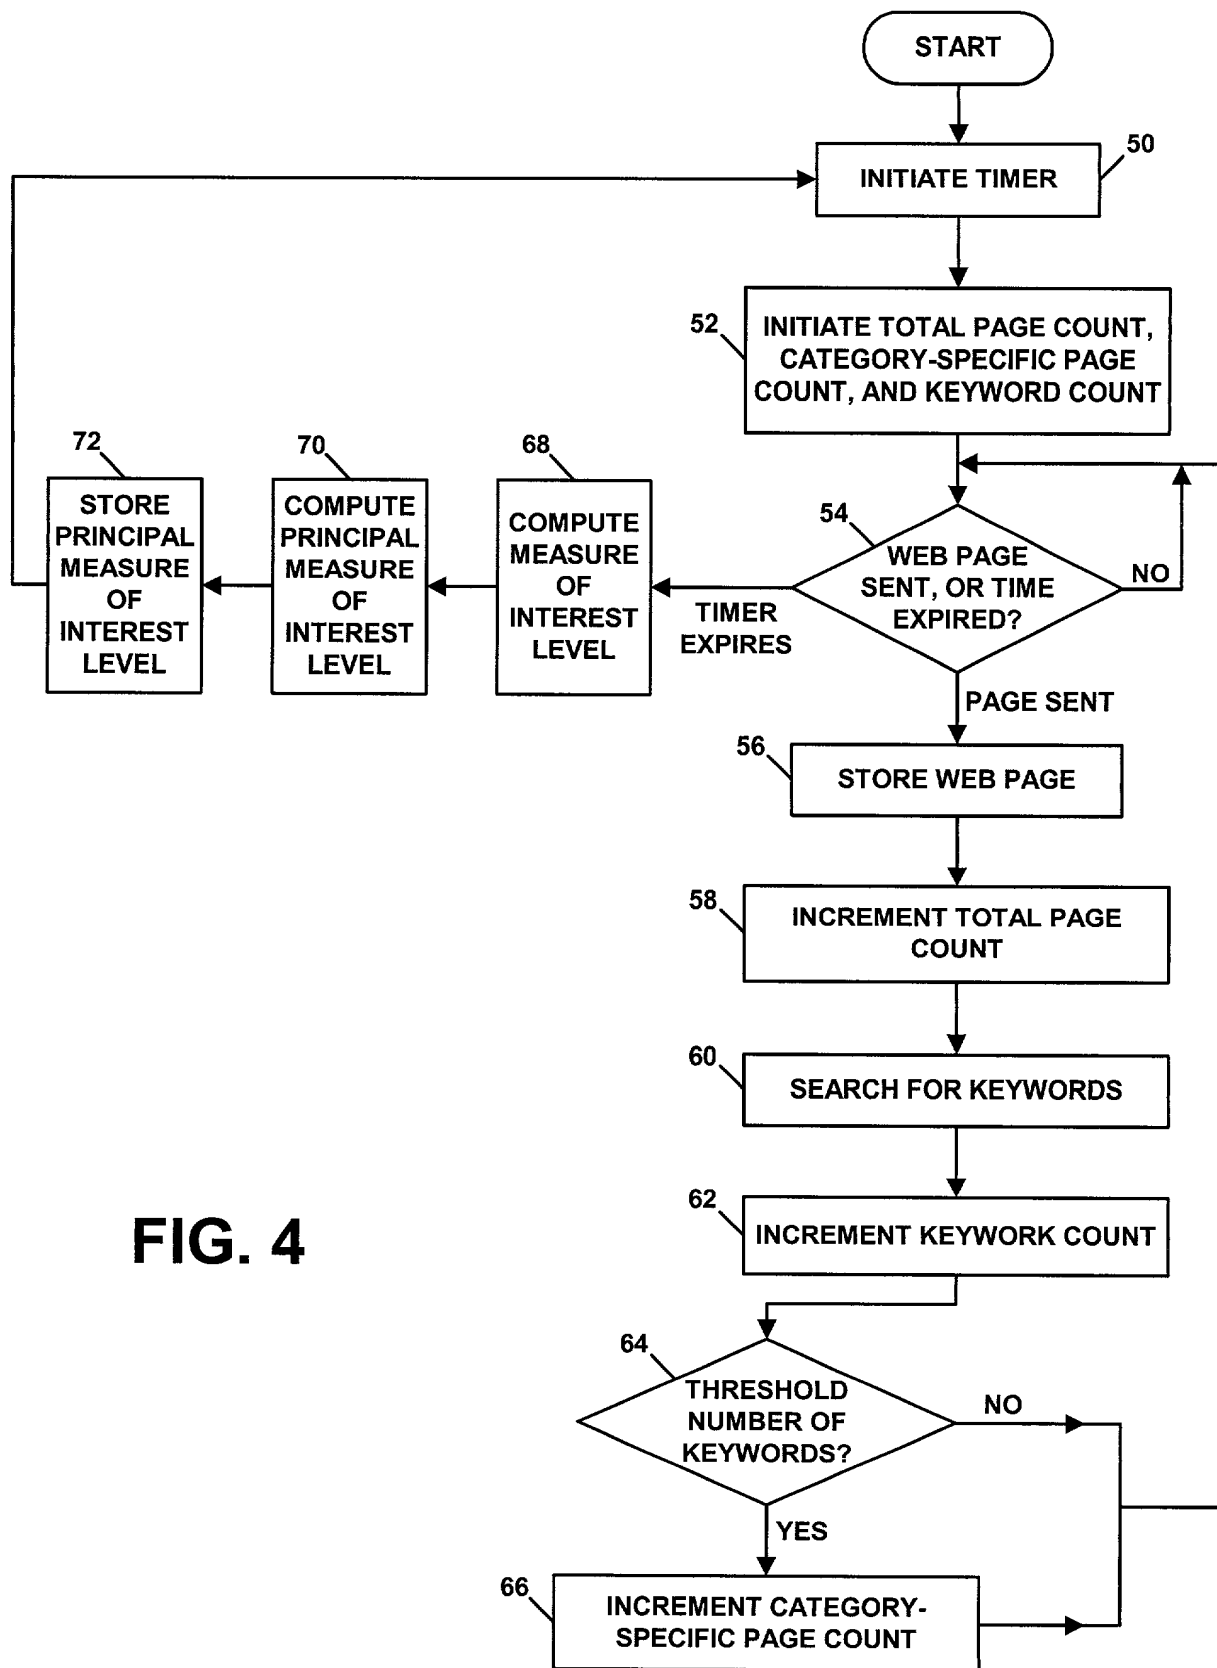 START
50
INITIATE TIMER
52
INITIATE TOTAL PAGE COUNT,
CATEGORY-SPECIFIC PAGE
COUNT, AND KEYWORD COUNT
72
STORE
PRINCIPAL
MEASURE
OF
INTEREST
LEVEL
70
COMPUTE
PRINCIPAL
MEASURE
OF
INTEREST
LEVEL
68
COMPUTE
MEASURE
OF
INTEREST
LEVEL
54
WEB PAGE
SENT, OR TIME
EXPIRED?
NO
TIMER
EXPIRES
PAGE SENT
56
STORE WEB PAGE
58
INCREMENT TOTAL PAGE
COUNT
60
SEARCH FOR KEYWORDS
62
INCREMENT KEYWORK COUNT
FIG. 4
64
THRESHOLD
NUMBER OF
KEYWORDS?
NO
YES
66
INCREMENT CATEGORY-
SPECIFIC PAGE COUNT